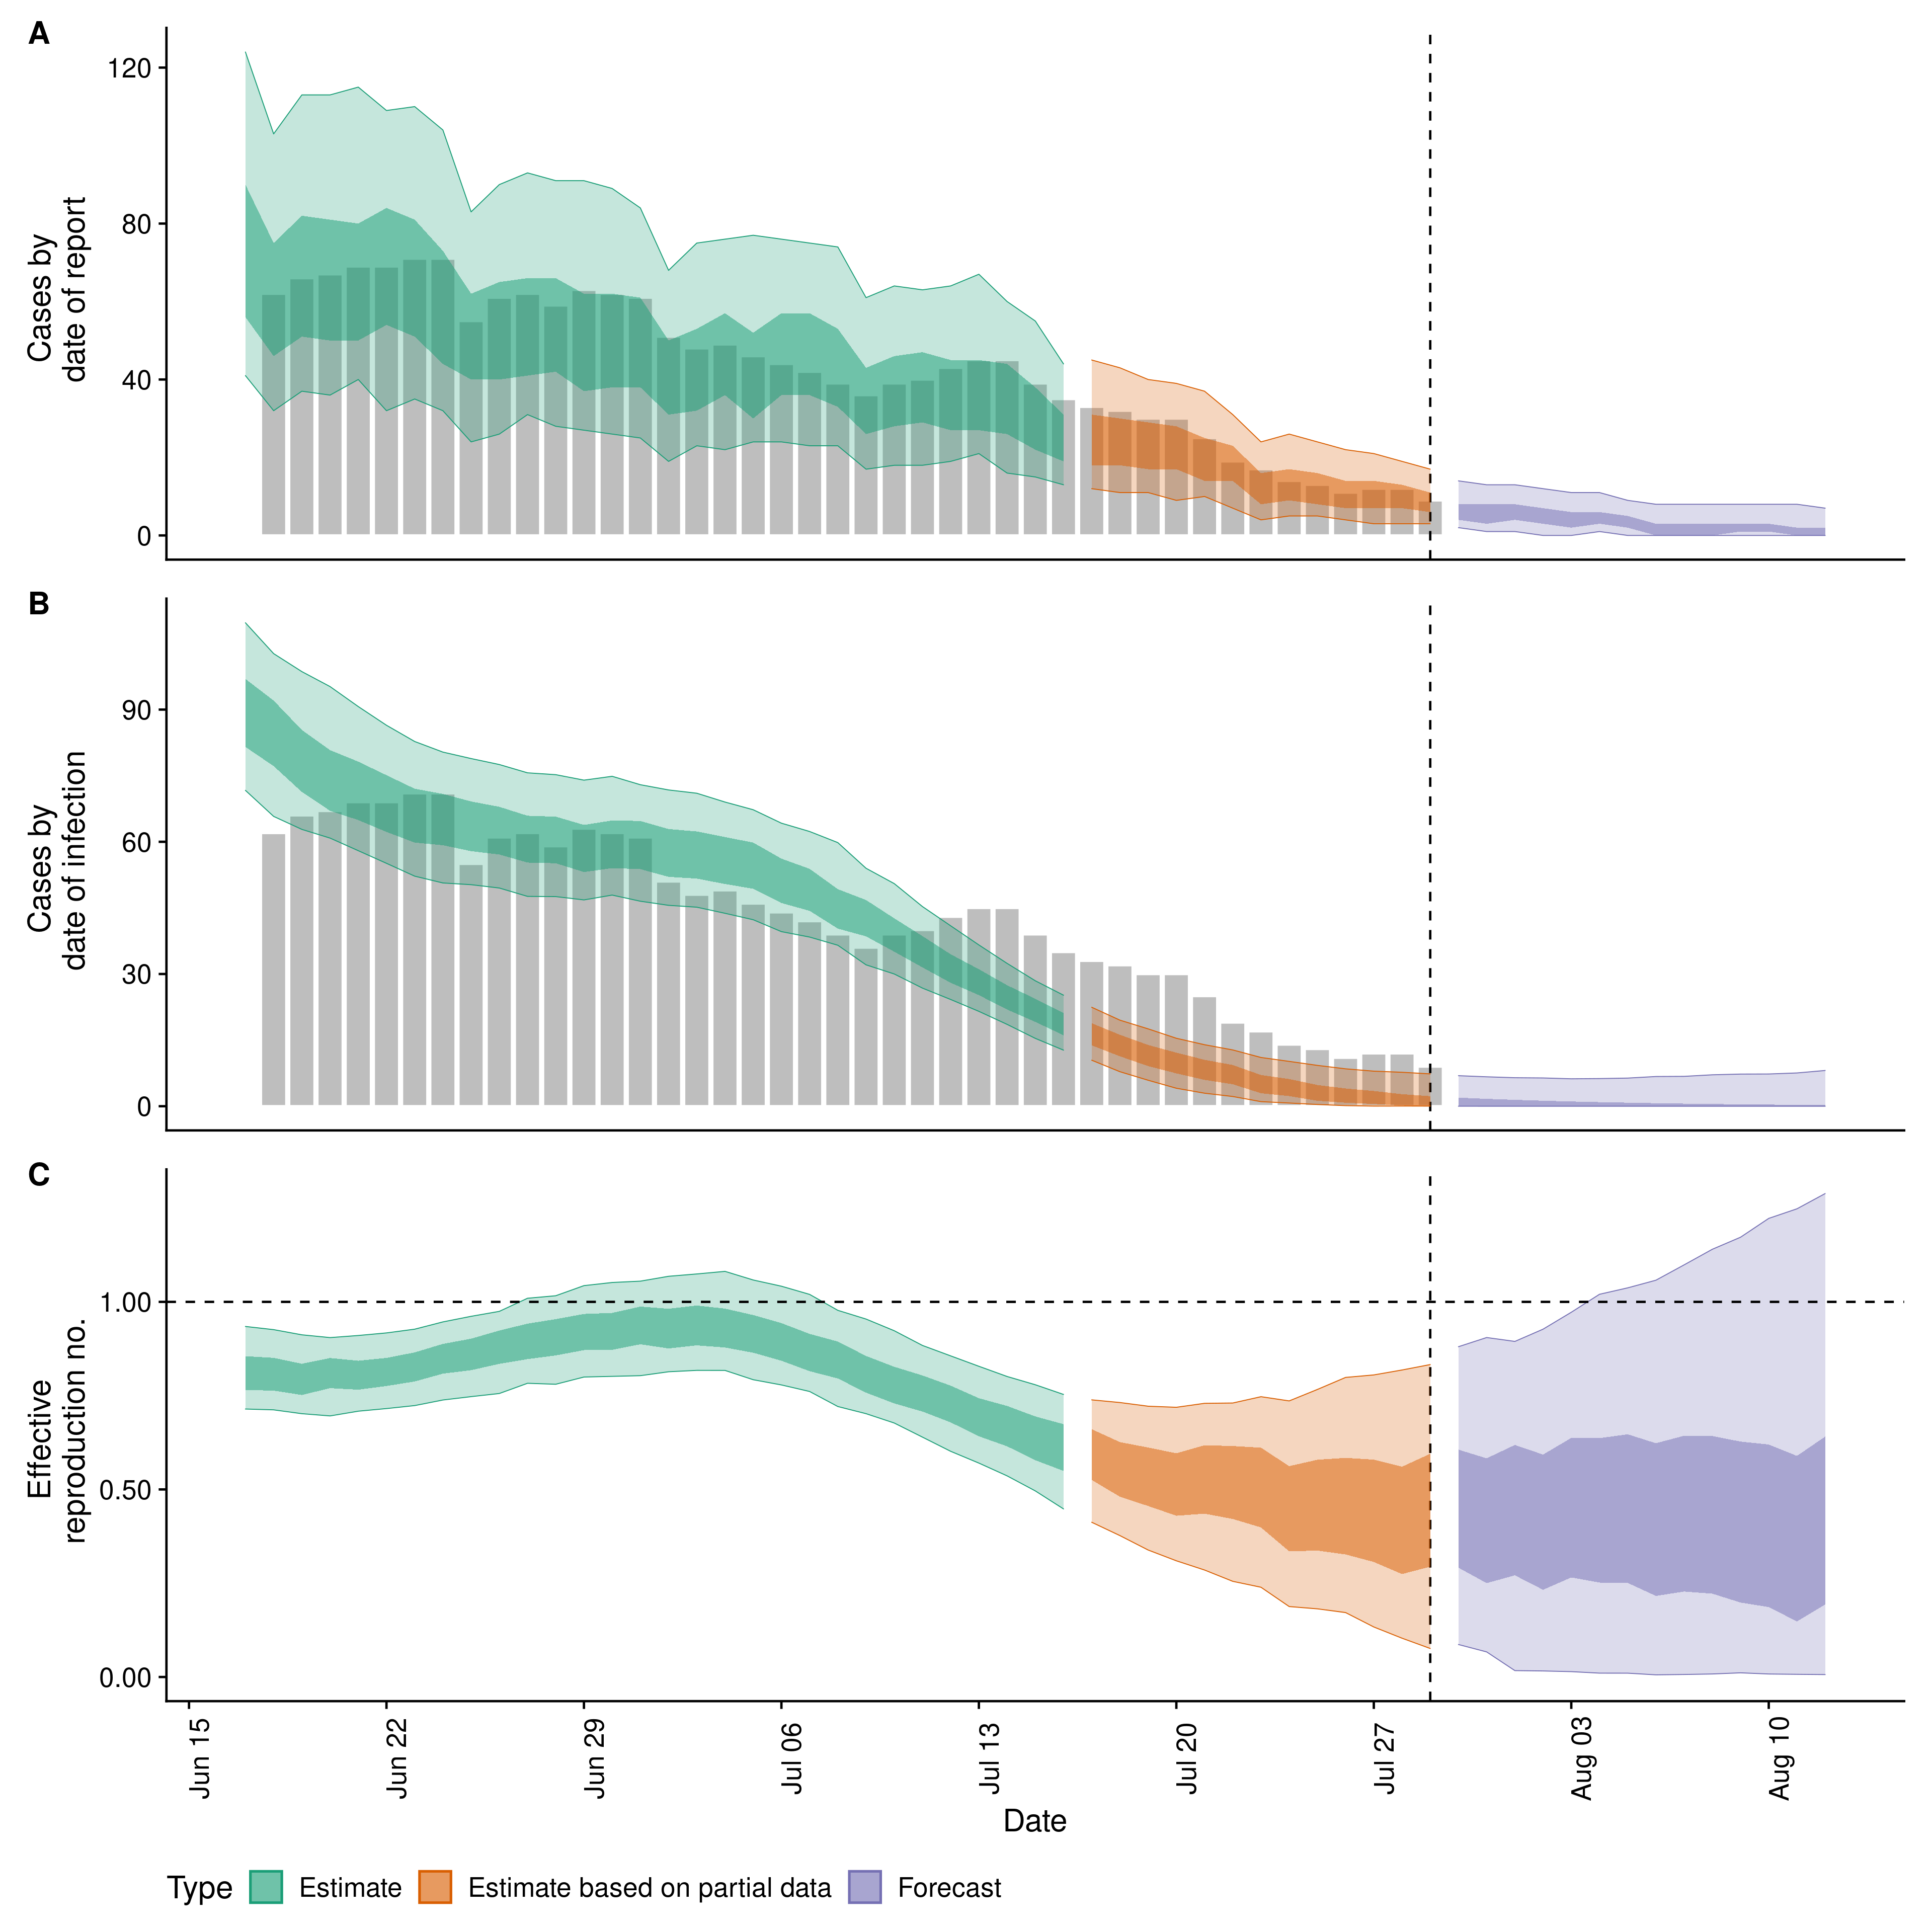 A
Cases by
date of report
120
80
40
0
B
Cases by
date of infection
90
60
30
0
C
Effective
reproduction no.
1.00
0.50
0.00
Jun 15
Jun 22
Jun 29
Jul 06
Jul 13
Jul 20
Jul 27
Aug 03
Aug 10
Date
Type
Estimate
Estimate based on partial data
Forecast